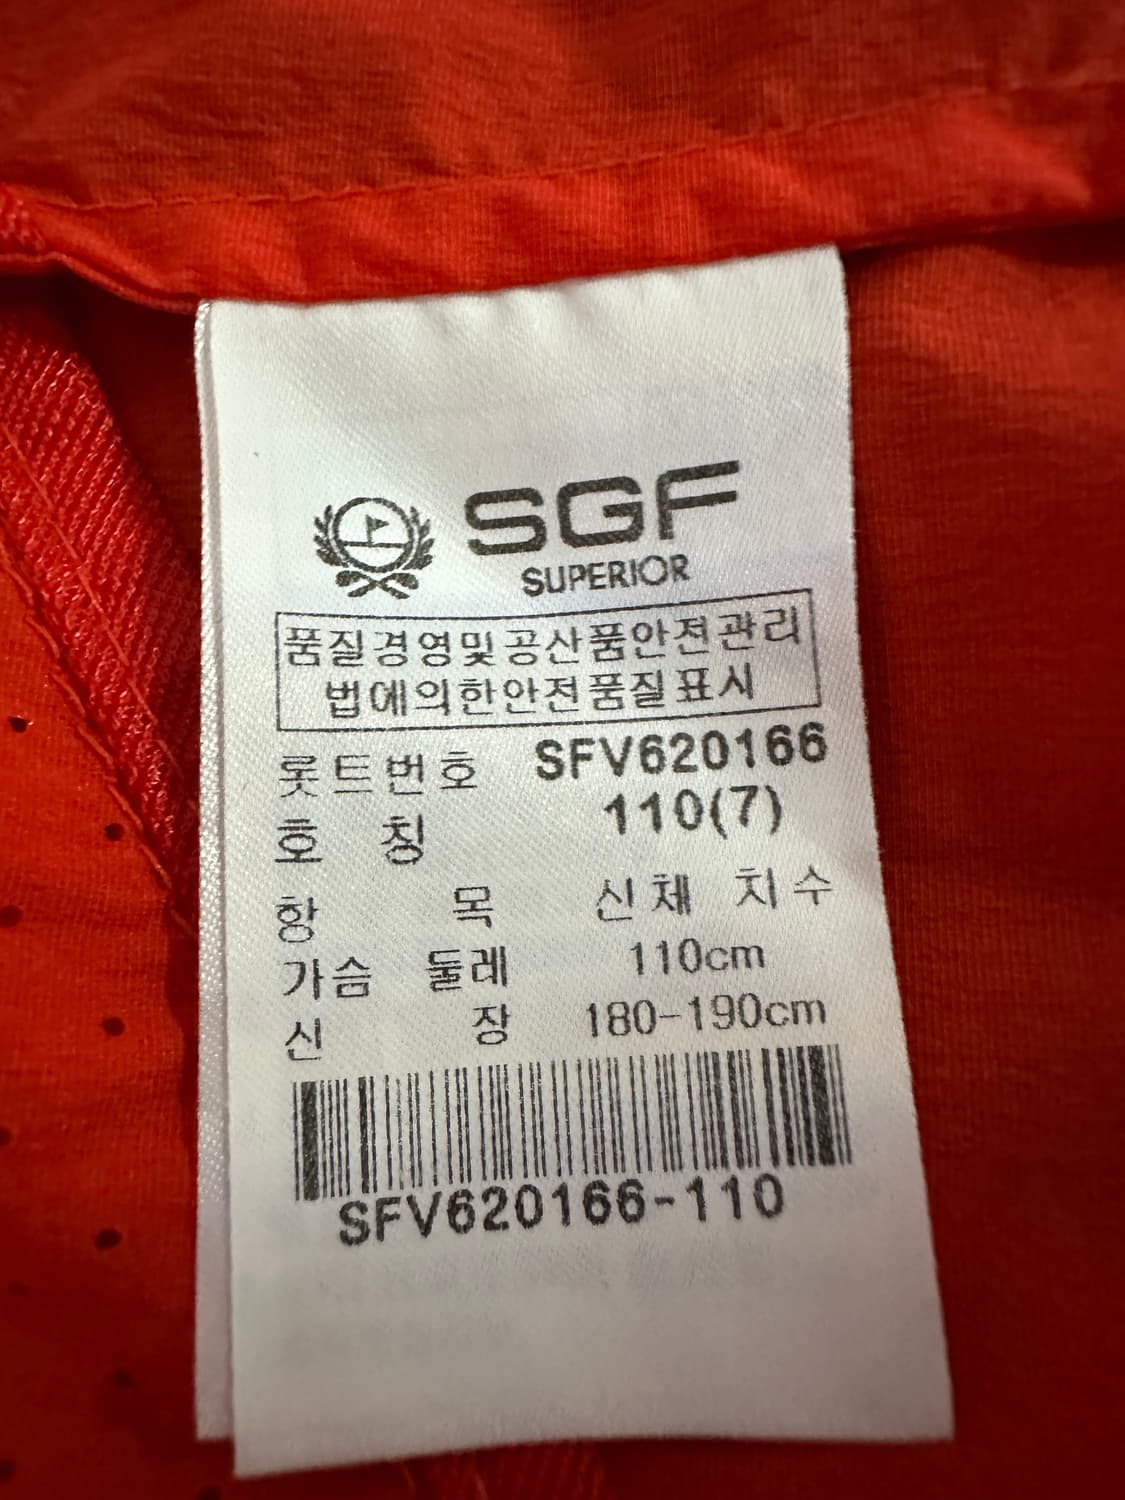 SGF
SUPERIOR
품질경영및공산품안전관리
법에의한안전품질표시
롯트번호 SFV620166
호 칭 110(7)
항 목 신체 치수
가슴 둘레 110cm
신 장 180-190cm
SFV620166-110